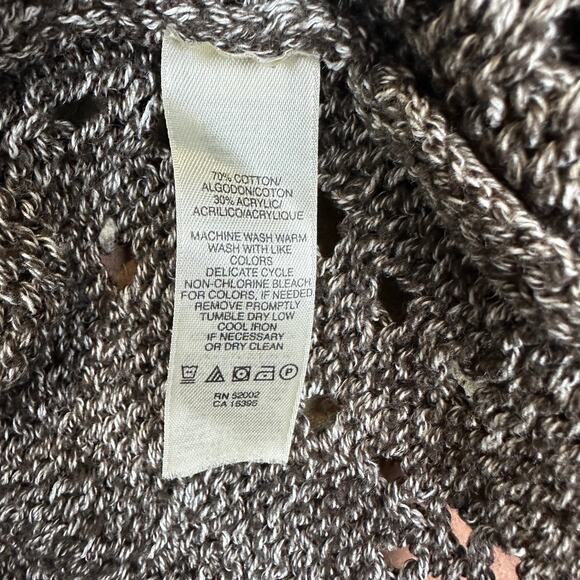 70% COTTON/
ALGODON/COTON
30% ACRYLIC/
ACRILICO/ACRYLIQUE
MACHINE WASH WARM
WASH WITH LIKE
COLORS
DELICATE CYCLE
NON-CHLORINE BLEACH
FOR COLORS, IF NEEDED
REMOVE PROMPTLY
TUMBLE DRY LOW
COOL IRON
IF NECESSARY
OR DRY CLEAN
P
RN 52002
CA 15395